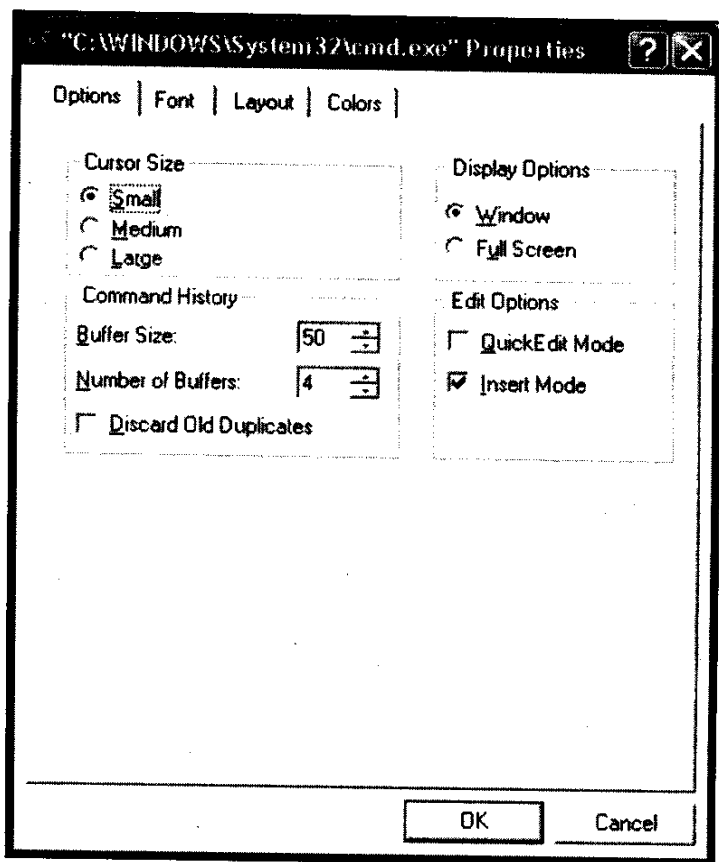 "C:\WINDOWS\System32\cmd.exe" Properties
Options Font Layout Colors
Cursor Size
Small
Medium
Large
Display Options
Window
Full Screen
Command History
Buffer Size: 50
Number of Buffers: 4
Discard Old Duplicates
Edit Options
QuickEdit Mode
Insert Mode
OK Cancel